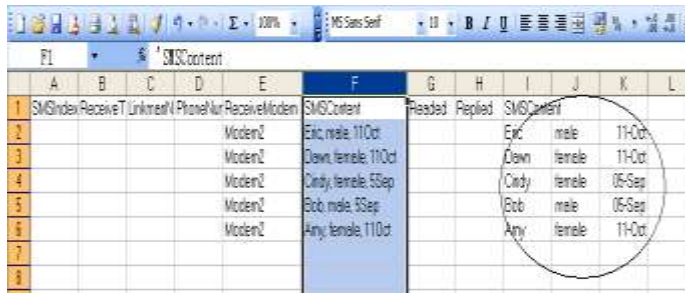 100% MS Sans Serif 10 B I U
F1 'SMSContent
A B C D E F G H I J K L
1 SMSIndex ReceiveT LinkmenN PhoneNur ReceiveModem SMSContent Readed Replied SMSContent
2 Modem2 Eric, male, 11Oct Eric male 11-Oct
3 Modem2 Dawn, female, 11Oct Dawn female 11-Oct
4 Modem2 Cindy, female, 5Sep Cindy female 05-Sep
5 Modem2 Bob, male, 5Sep Bob male 05-Sep
6 Modem2 Amy, female, 11Oct Amy female 11-Oct
7
8